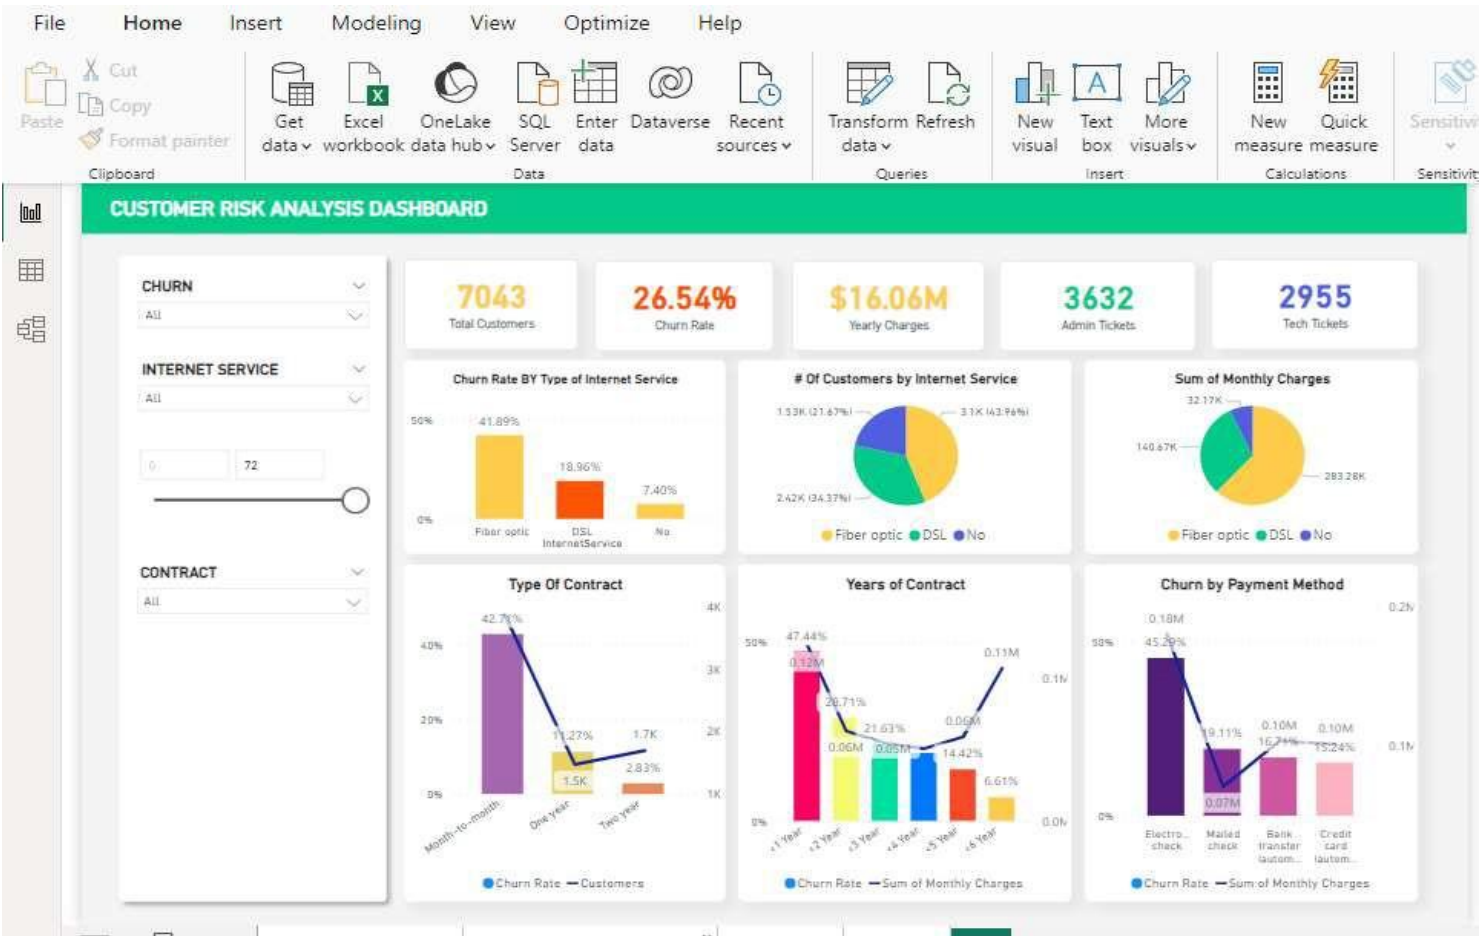 File Home Insert Modeling View Optimize Help
Paste
Cut
Copy
Format painter
Clipboard
Get data
Excel workbook
OneLake data hub
SQL Server
Enter data
Dataverse
Recent sources
Data
Transform data
Refresh
Queries
New visual
Text box
More visuals
Insert
New measure
Quick measure
Calculations
Sensitivity
CUSTOMER RISK ANALYSIS DASHBOARD
CHURN
All
INTERNET SERVICE
All
0 72
CONTRACT
All
7043
Total Customers
26.54%
Churn Rate
$16.06M
Yearly Charges
3632
Admin Tickets
2955
Tech Tickets
Churn Rate BY Type of Internet Service
50%
41.89%
18.96%
7.40%
0%
Fiber optic DSL No
InternetService
# Of Customers by Internet Service
1.53K (21.67%) 3.1K (43.96%)
2.42K (34.37%)
Fiber optic DSL No
Sum of Monthly Charges
32.17K
140.67K
283.28K
Fiber optic DSL No
Type Of Contract
4K
42.71%
40%
3K
20%
11.27% 1.7K 2K
2.83%
1.5K
0% 1K
Month-to-month One year Two year
Churn Rate Customers
Years of Contract
50% 47.44%
0.12M 0.11M
0.1M
28.71%
21.63% 0.06M
0.06M 0.05M 14.42%
6.61%
0% 0.0M
<1 Year <2 Year <3 Year <4 Year <5 Year <6 Year
Churn Rate Sum of Monthly Charges
Churn by Payment Method
0.2M
0.18M
50% 45.29%
19.11% 0.10M 0.10M
16.71% 15.24% 0.1M
0.07M
0%
Electro... check
Mailed check
Bank transfer (autom...
Credit card (autom...
Churn Rate Sum of Monthly Charges